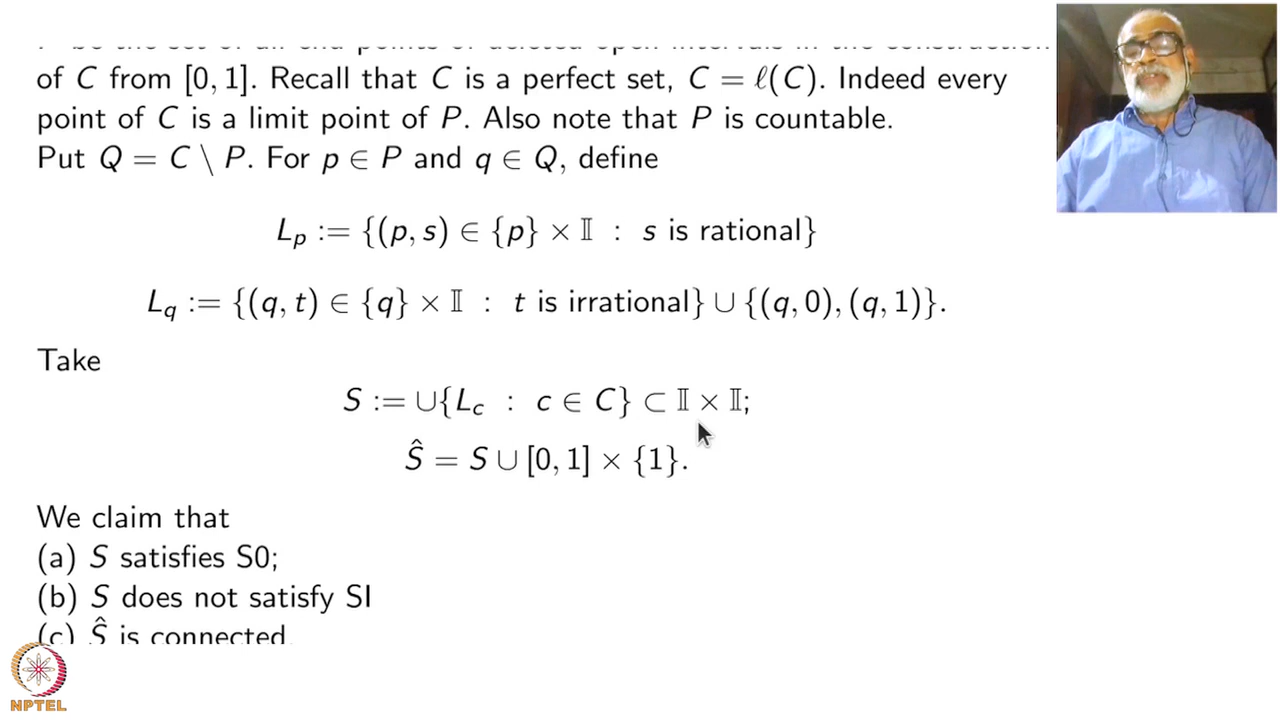 of C from [0, 1]. Recall that C is a perfect set, C = ℓ(C). Indeed every
point of C is a limit point of P. Also note that P is countable.
Put Q = C \ P. For p ∈ P and q ∈ Q, define
L_p := {(p, s) ∈ {p} × 𝕀 : s is rational}
L_q := {(q, t) ∈ {q} × 𝕀 : t is irrational} ∪ {(q, 0), (q, 1)}.
Take
S := ∪{L_c : c ∈ C} ⊂ 𝕀 × 𝕀;
Ŝ = S ∪ [0, 1] × {1}.
We claim that
(a) S satisfies S0;
(b) S does not satisfy SI
(c) Ŝ is connected
NPTEL